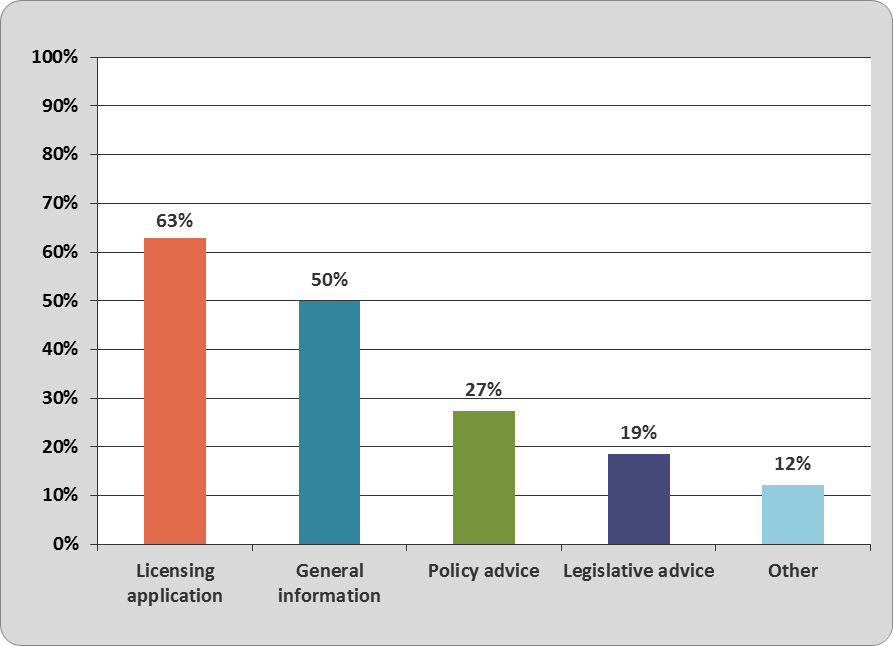 100%
90%
80%
70%
60%
50%
40%
30%
20%
10%
0%
63%
50%
27%
19%
12%
Licensing
application
General
information
Policy advice
Legislative advice
Other